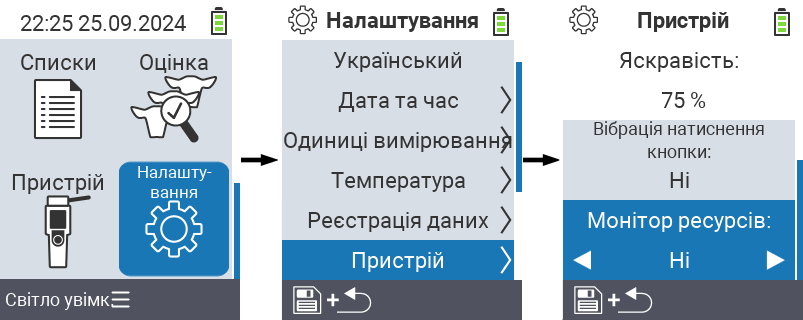 22:25 25.09.2024
Списки
Оцінка
Пристрій
Налашту-
вання
Світло увімк.
Налаштування
Український
Дата та час
Одиниці вимірювання
Температура
Реєстрація даних
Пристрій
+
Пристрій
Яскравість:
75 %
Вібрація натиснення
кнопки:
Ні
Монітор ресурсів:
Ні
+